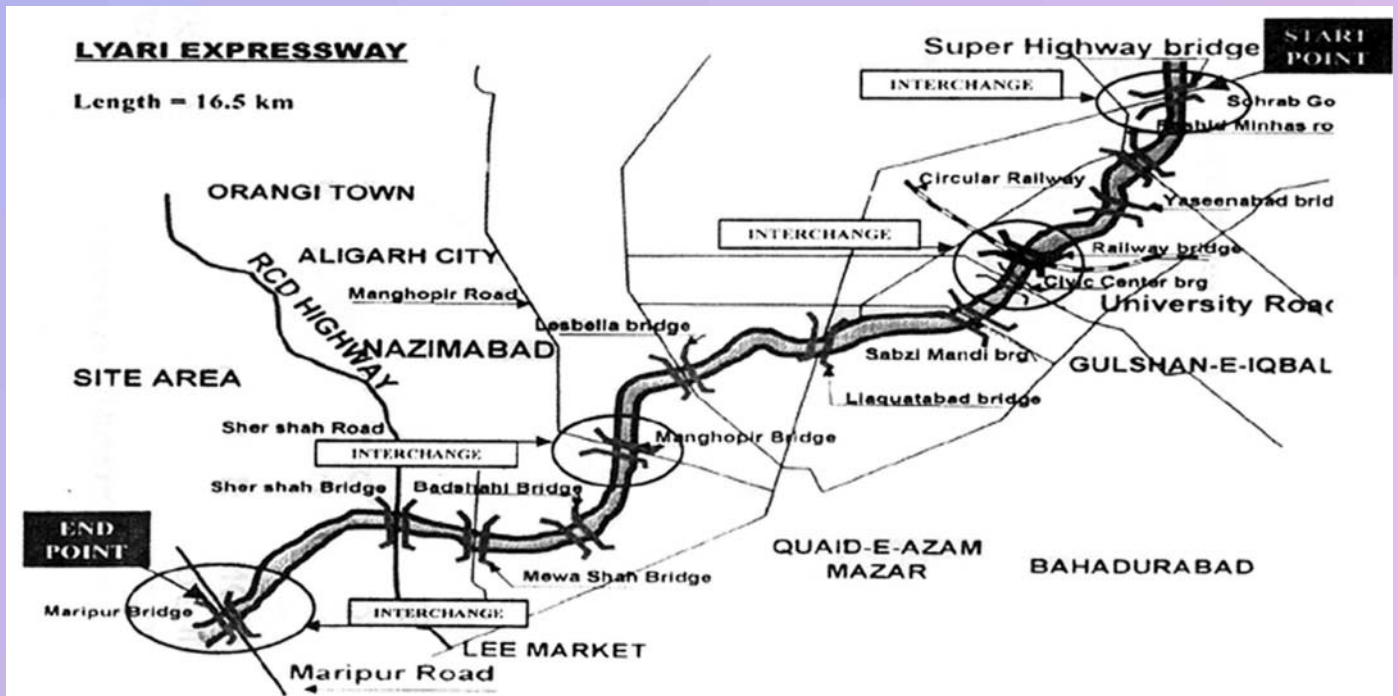 LYARI EXPRESSWAY
Length = 16.5 km
Super Highway bridge
START
POINT
INTERCHANGE
Sohrab Go
Rashid Minhas ro
ORANGI TOWN
Circular Railway
Yaseenabad brid
INTERCHANGE
ALIGARH CITY
RCD HIGHWAY
Railway bridge
Manghopir Road
Civic Center brg
University Roa
Lesbella bridge
NAZIMABAD
Sabzi Mandi brg
GULSHAN-E-IQBAL
SITE AREA
Liaquatabad bridge
Sher shah Road
Manghopir Bridge
INTERCHANGE
Sher shah Bridge
Badshahi Bridge
END
POINT
QUAID-E-AZAM
MAZAR
BAHADURABAD
Mewa Shah Bridge
Maripur Bridge
INTERCHANGE
LEE MARKET
Maripur Road